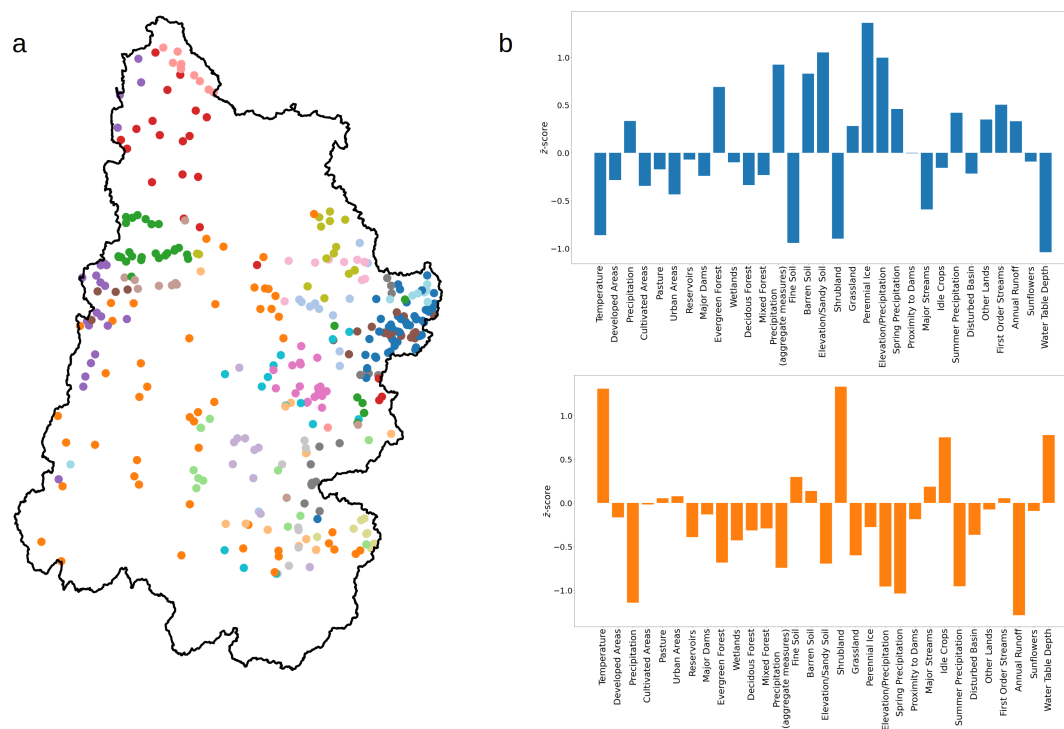 a
b
1.0
0.5
0.0
−0.5
−1.0
z̄-score
Temperature
Developed Areas
Precipitation
Cultivated Areas
Pasture
Urban Areas
Reservoirs
Major Dams
Evergreen Forest
Wetlands
Decidous Forest
Mixed Forest
Precipitation
(aggregate measures)
Fine Soil
Barren Soil
Elevation/Sandy Soil
Shrubland
Grassland
Perennial Ice
Elevation/Precipitation
Spring Precipitation
Proximity to Dams
Major Streams
Idle Crops
Summer Precipitation
Disturbed Basin
Other Lands
First Order Streams
Annual Runoff
Sunflowers
Water Table Depth
1.0
0.5
0.0
−0.5
−1.0
z̄-score
Temperature
Developed Areas
Precipitation
Cultivated Areas
Pasture
Urban Areas
Reservoirs
Major Dams
Evergreen Forest
Wetlands
Decidous Forest
Mixed Forest
Precipitation
(aggregate measures)
Fine Soil
Barren Soil
Elevation/Sandy Soil
Shrubland
Grassland
Perennial Ice
Elevation/Precipitation
Spring Precipitation
Proximity to Dams
Major Streams
Idle Crops
Summer Precipitation
Disturbed Basin
Other Lands
First Order Streams
Annual Runoff
Sunflowers
Water Table Depth